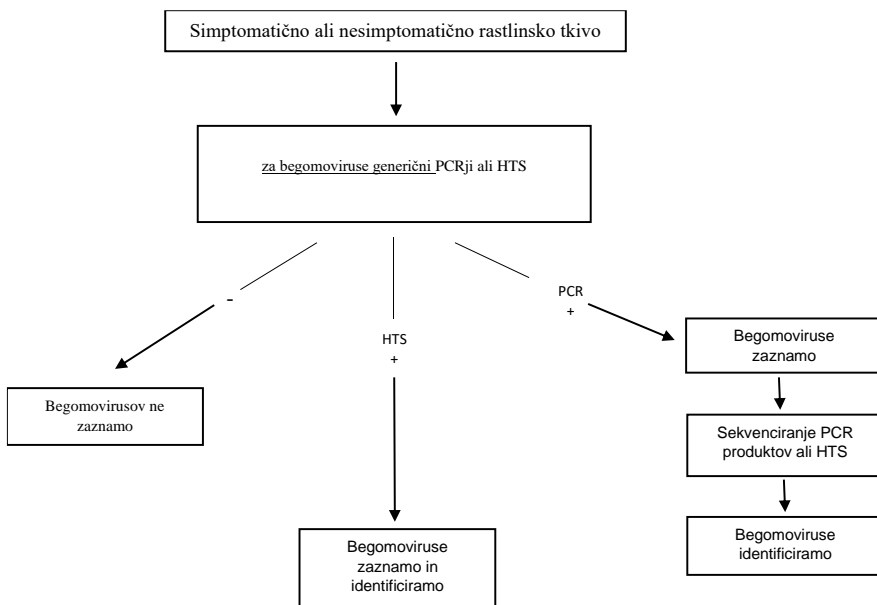 Simptomatično ali nesimptomatično rastlinsko tkivo
za begomoviruse generični PCRji ali HTS
-
HTS
+
PCR
+
Begomovirusov ne
zaznamo
Begomoviruse
zaznamo in
identificiramo
Begomoviruse
zaznamo
Sekvenciranje PCR
produktov ali HTS
Begomoviruse
identificiramo